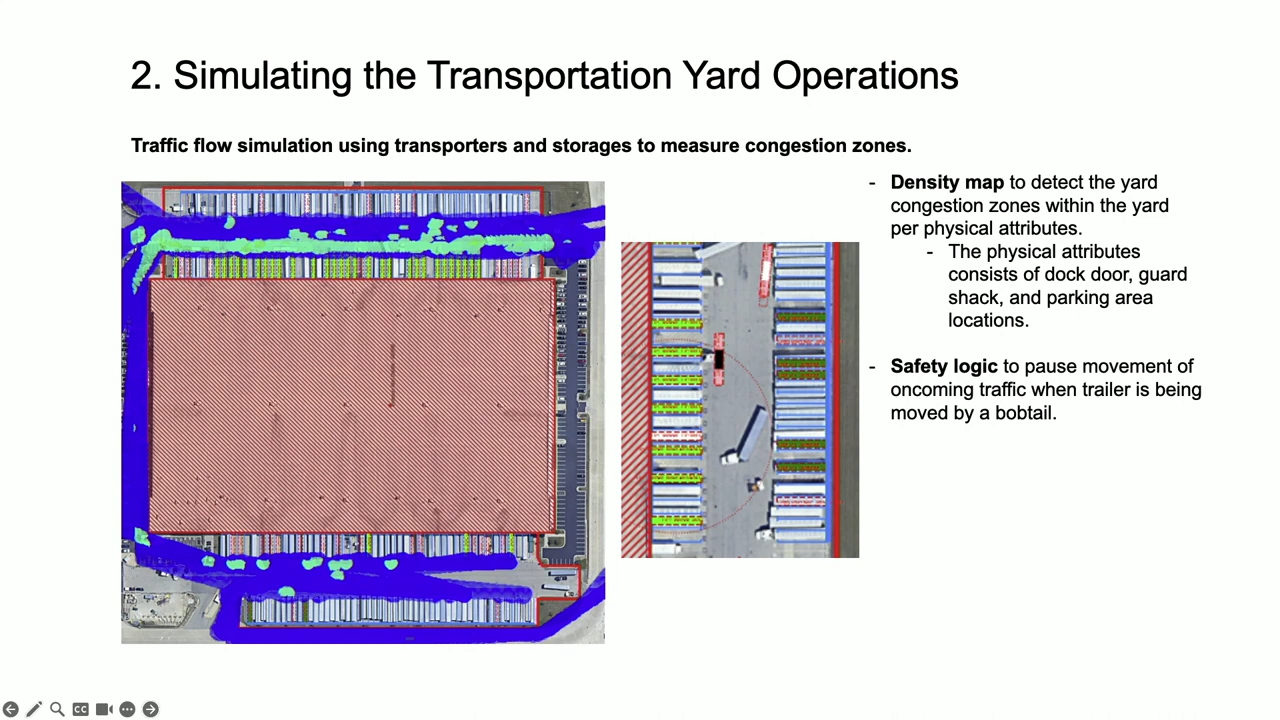 2. Simulating the Transportation Yard Operations
Traffic flow simulation using transporters and storages to measure congestion zones.
- Density map to detect the yard
congestion zones within the yard
per physical attributes.
- The physical attributes
consists of dock door, guard
shack, and parking area
locations.
- Safety logic to pause movement of
oncoming traffic when trailer is being
moved by a bobtail.
CC